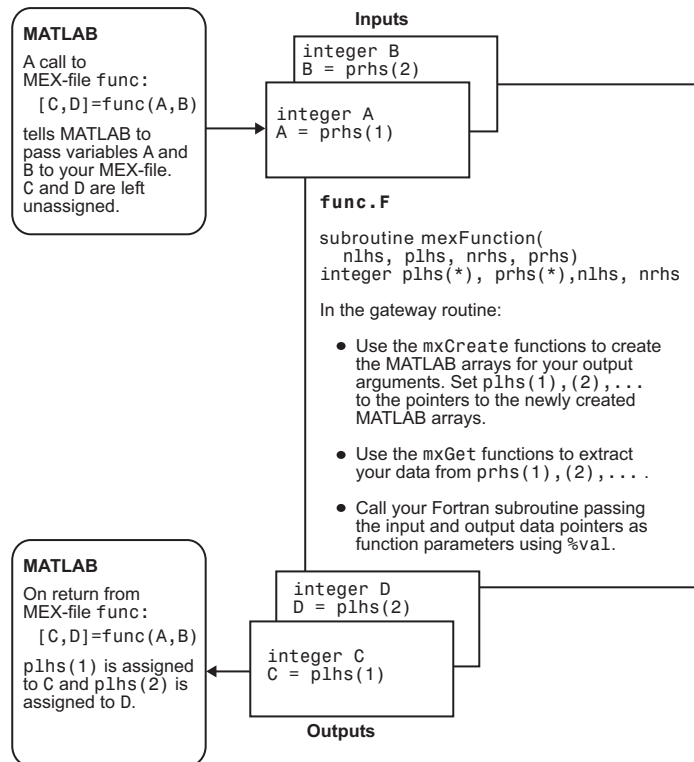 MATLAB
A call to
MEX-file func:
[C,D]=func(A,B)
tells MATLAB to
pass variables A and
B to your MEX-file.
C and D are left
unassigned.
Inputs
integer B
B = prhs(2)
integer A
A = prhs(1)
func.F
subroutine mexFunction(
nlhs, plhs, nrhs, prhs)
integer plhs(*), prhs(*),nlhs, nrhs
In the gateway routine:
● Use the mxCreate functions to create
the MATLAB arrays for your output
arguments. Set plhs(1),(2),...
to the pointers to the newly created
MATLAB arrays.
● Use the mxGet functions to extract
your data from prhs(1),(2),... .
● Call your Fortran subroutine passing
the input and output data pointers as
function parameters using %val.
MATLAB
On return from
MEX-file func:
[C,D]=func(A,B)
plhs(1) is assigned
to C and plhs(2) is
assigned to D.
integer D
D = plhs(2)
integer C
C = plhs(1)
Outputs